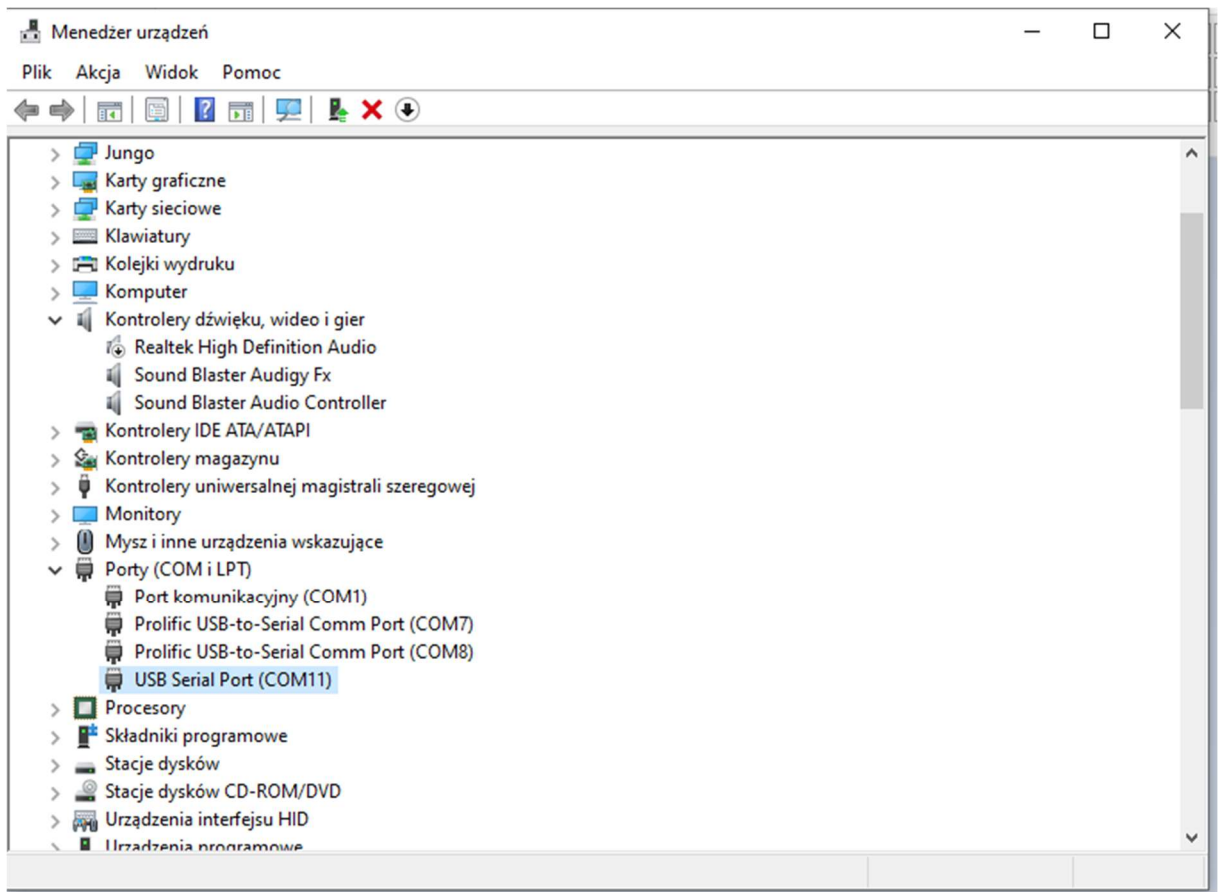 Menedżer urządzeń
Plik Akcja Widok Pomoc
Jungo
Karty graficzne
Karty sieciowe
Klawiatury
Kolejki wydruku
Komputer
Kontrolery dźwięku, wideo i gier
Realtek High Definition Audio
Sound Blaster Audigy Fx
Sound Blaster Audio Controller
Kontrolery IDE ATA/ATAPI
Kontrolery magazynu
Kontrolery uniwersalnej magistrali szeregowej
Monitory
Mysz i inne urządzenia wskazujące
Porty (COM i LPT)
Port komunikacyjny (COM1)
Prolific USB-to-Serial Comm Port (COM7)
Prolific USB-to-Serial Comm Port (COM8)
USB Serial Port (COM11)
Procesory
Składniki programowe
Stacje dysków
Stacje dysków CD-ROM/DVD
Urządzenia interfejsu HID
Urządzenia programowe